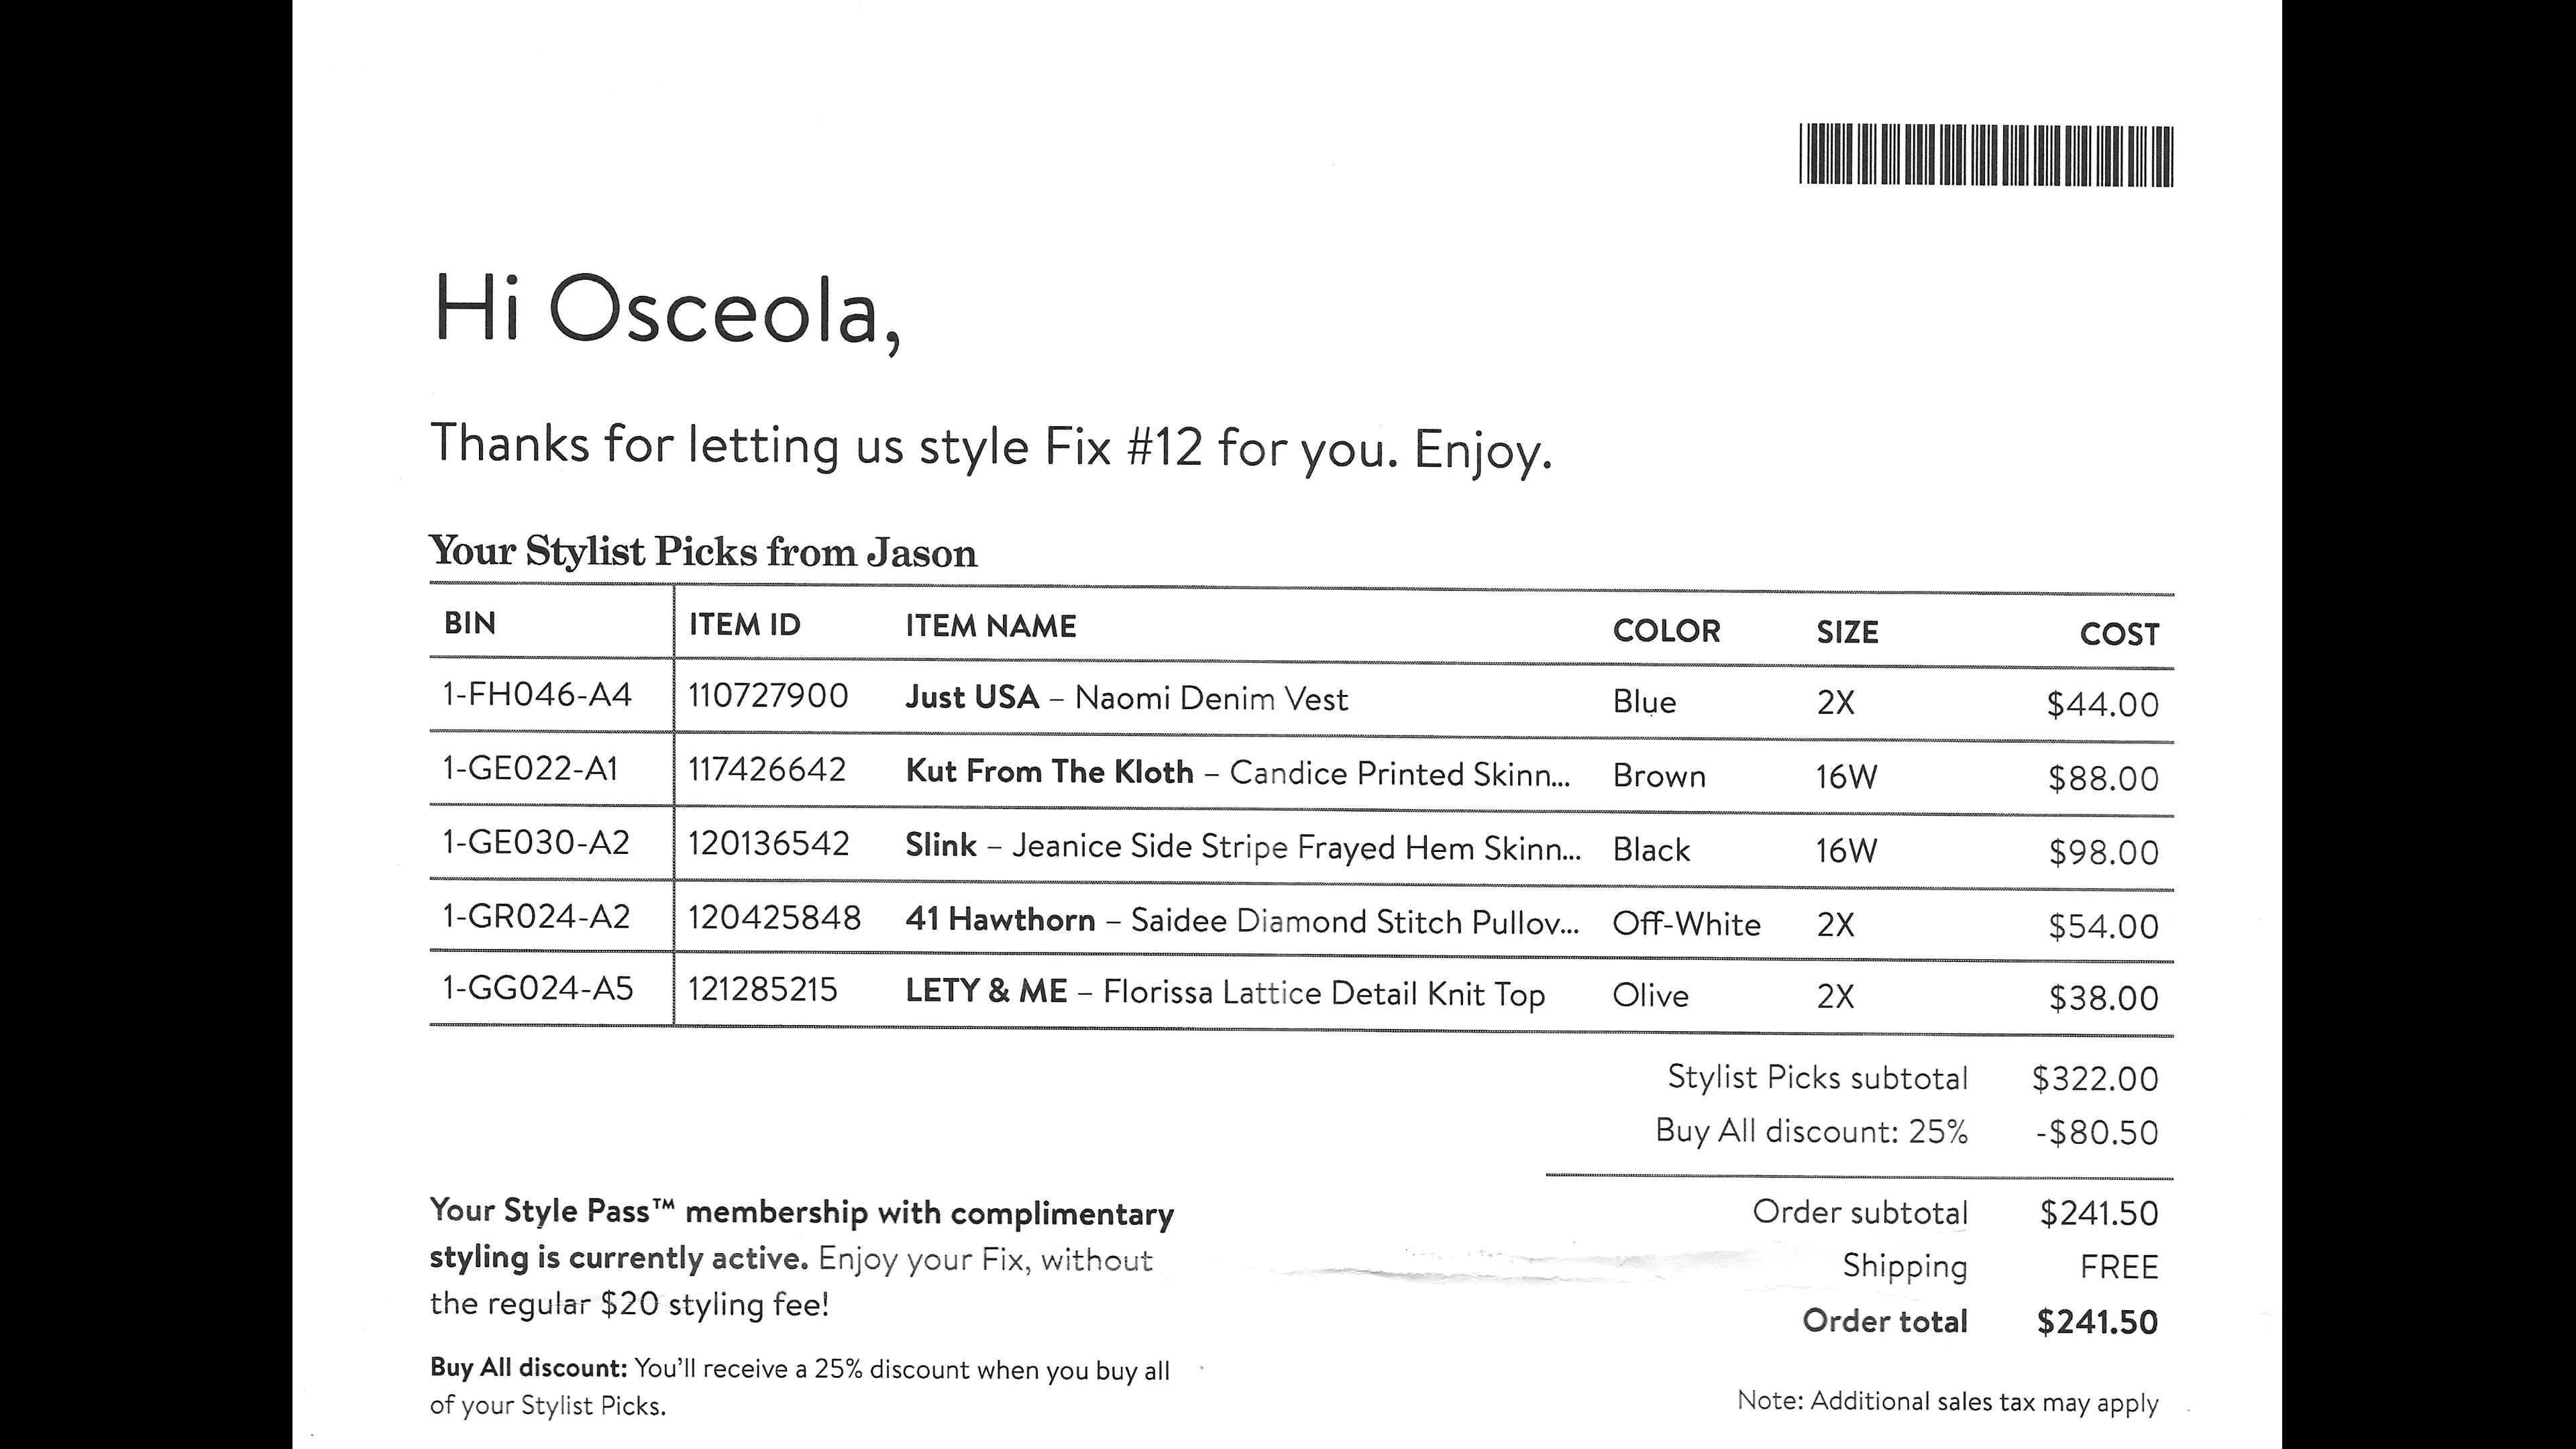 Hi Osceola,
Thanks for letting us style Fix #12 for you. Enjoy.
Your Stylist Picks from Jason
BIN ITEM ID ITEM NAME COLOR SIZE COST
1-FH046-A4 110727900 Just USA – Naomi Denim Vest Blue 2X $44.00
1-GE022-A1 117426642 Kut From The Kloth – Candice Printed Skinn... Brown 16W $88.00
1-GE030-A2 120136542 Slink – Jeanice Side Stripe Frayed Hem Skinn... Black 16W $98.00
1-GR024-A2 120425848 41 Hawthorn – Saidee Diamond Stitch Pullov... Off-White 2X $54.00
1-GG024-A5 121285215 LETY & ME – Florissa Lattice Detail Knit Top Olive 2X $38.00
Stylist Picks subtotal $322.00
Buy All discount: 25% -$80.50
Order subtotal $241.50
Shipping FREE
Order total $241.50
Note: Additional sales tax may apply
Your Style Pass™ membership with complimentary
styling is currently active. Enjoy your Fix, without
the regular $20 styling fee!
Buy All discount: You'll receive a 25% discount when you buy all
of your Stylist Picks.